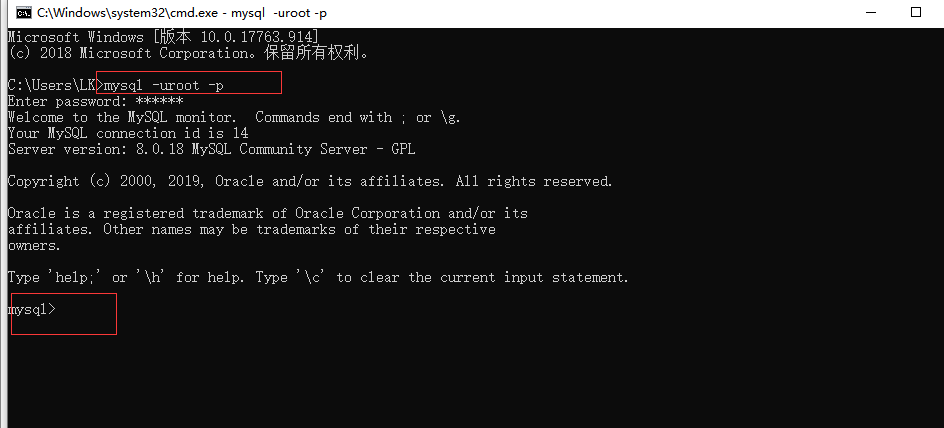 C:\Windows\system32\cmd.exe - mysql  -uroot -p
Microsoft Windows [版本 10.0.17763.914]
(c) 2018 Microsoft Corporation。保留所有权利。
C:\Users\LK>mysql -uroot -p
Enter password: ******
Welcome to the MySQL monitor.  Commands end with ; or \g.
Your MySQL connection id is 14
Server version: 8.0.18 MySQL Community Server - GPL
Copyright (c) 2000, 2019, Oracle and/or its affiliates. All rights reserved.
Oracle is a registered trademark of Oracle Corporation and/or its
affiliates. Other names may be trademarks of their respective
owners.
Type 'help;' or '\h' for help. Type '\c' to clear the current input statement.
mysql>